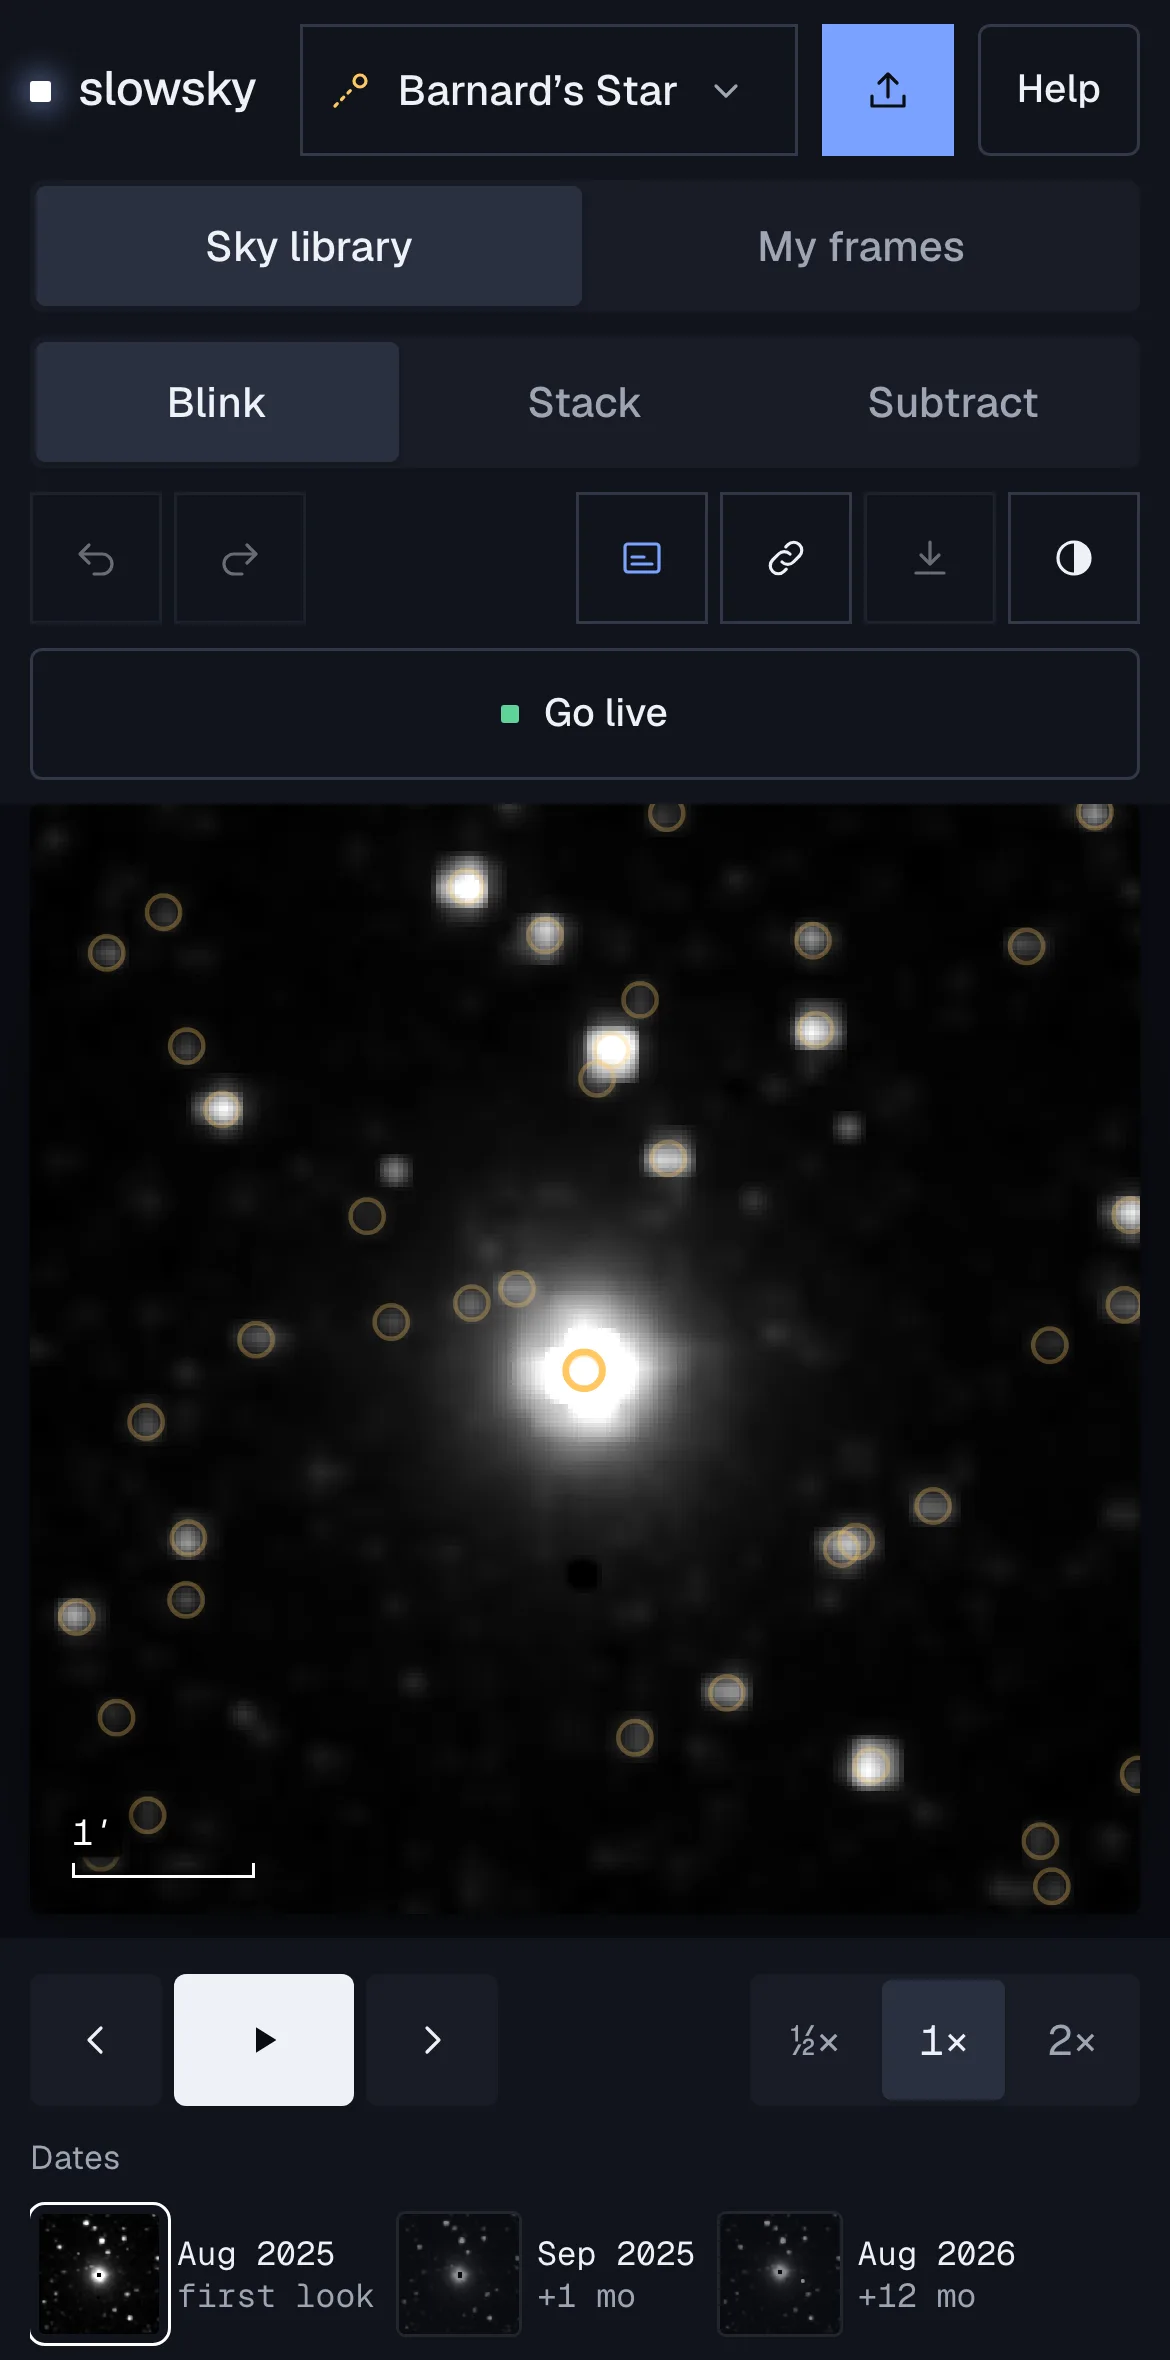 slowsky
Barnard’s Star
Help
Sky library
My frames
Blink
Stack
Subtract
Go live
1′
½×
1×
2×
Dates
Aug 2025
first look
Sep 2025
+1 mo
Aug 2026
+12 mo